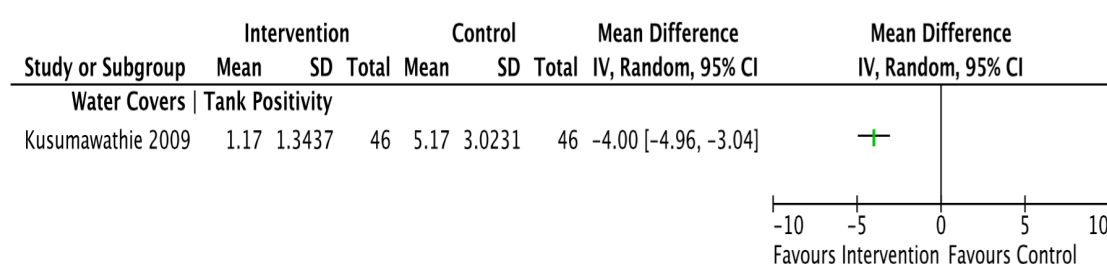 Intervention Control Mean Difference Mean Difference
Study or Subgroup Mean SD Total Mean SD Total IV, Random, 95% CI IV, Random, 95% CI
Water Covers | Tank Positivity
Kusumawathie 2009 1.17 1.3437 46 5.17 3.0231 46 −4.00 [−4.96, −3.04]
−10 −5 0 5 10
Favours Intervention Favours Control